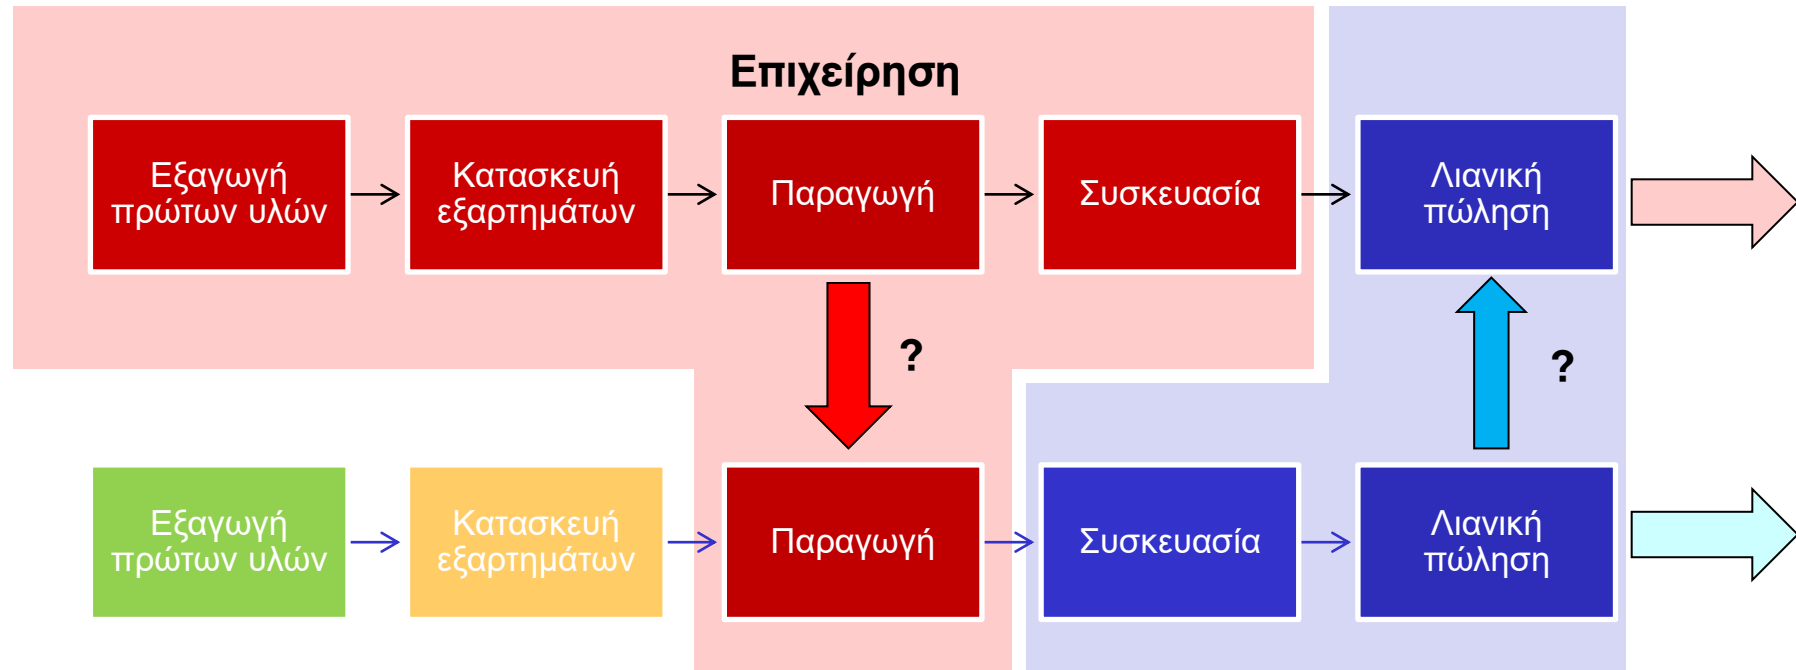 Επιχείρηση
Εξαγωγή
πρώτων υλών
Κατασκευή
εξαρτημάτων
Παραγωγή
Συσκευασία
Λιανική
πώληση
?
?
Εξαγωγή
πρώτων υλών
Κατασκευή
εξαρτημάτων
Παραγωγή
Συσκευασία
Λιανική
πώληση